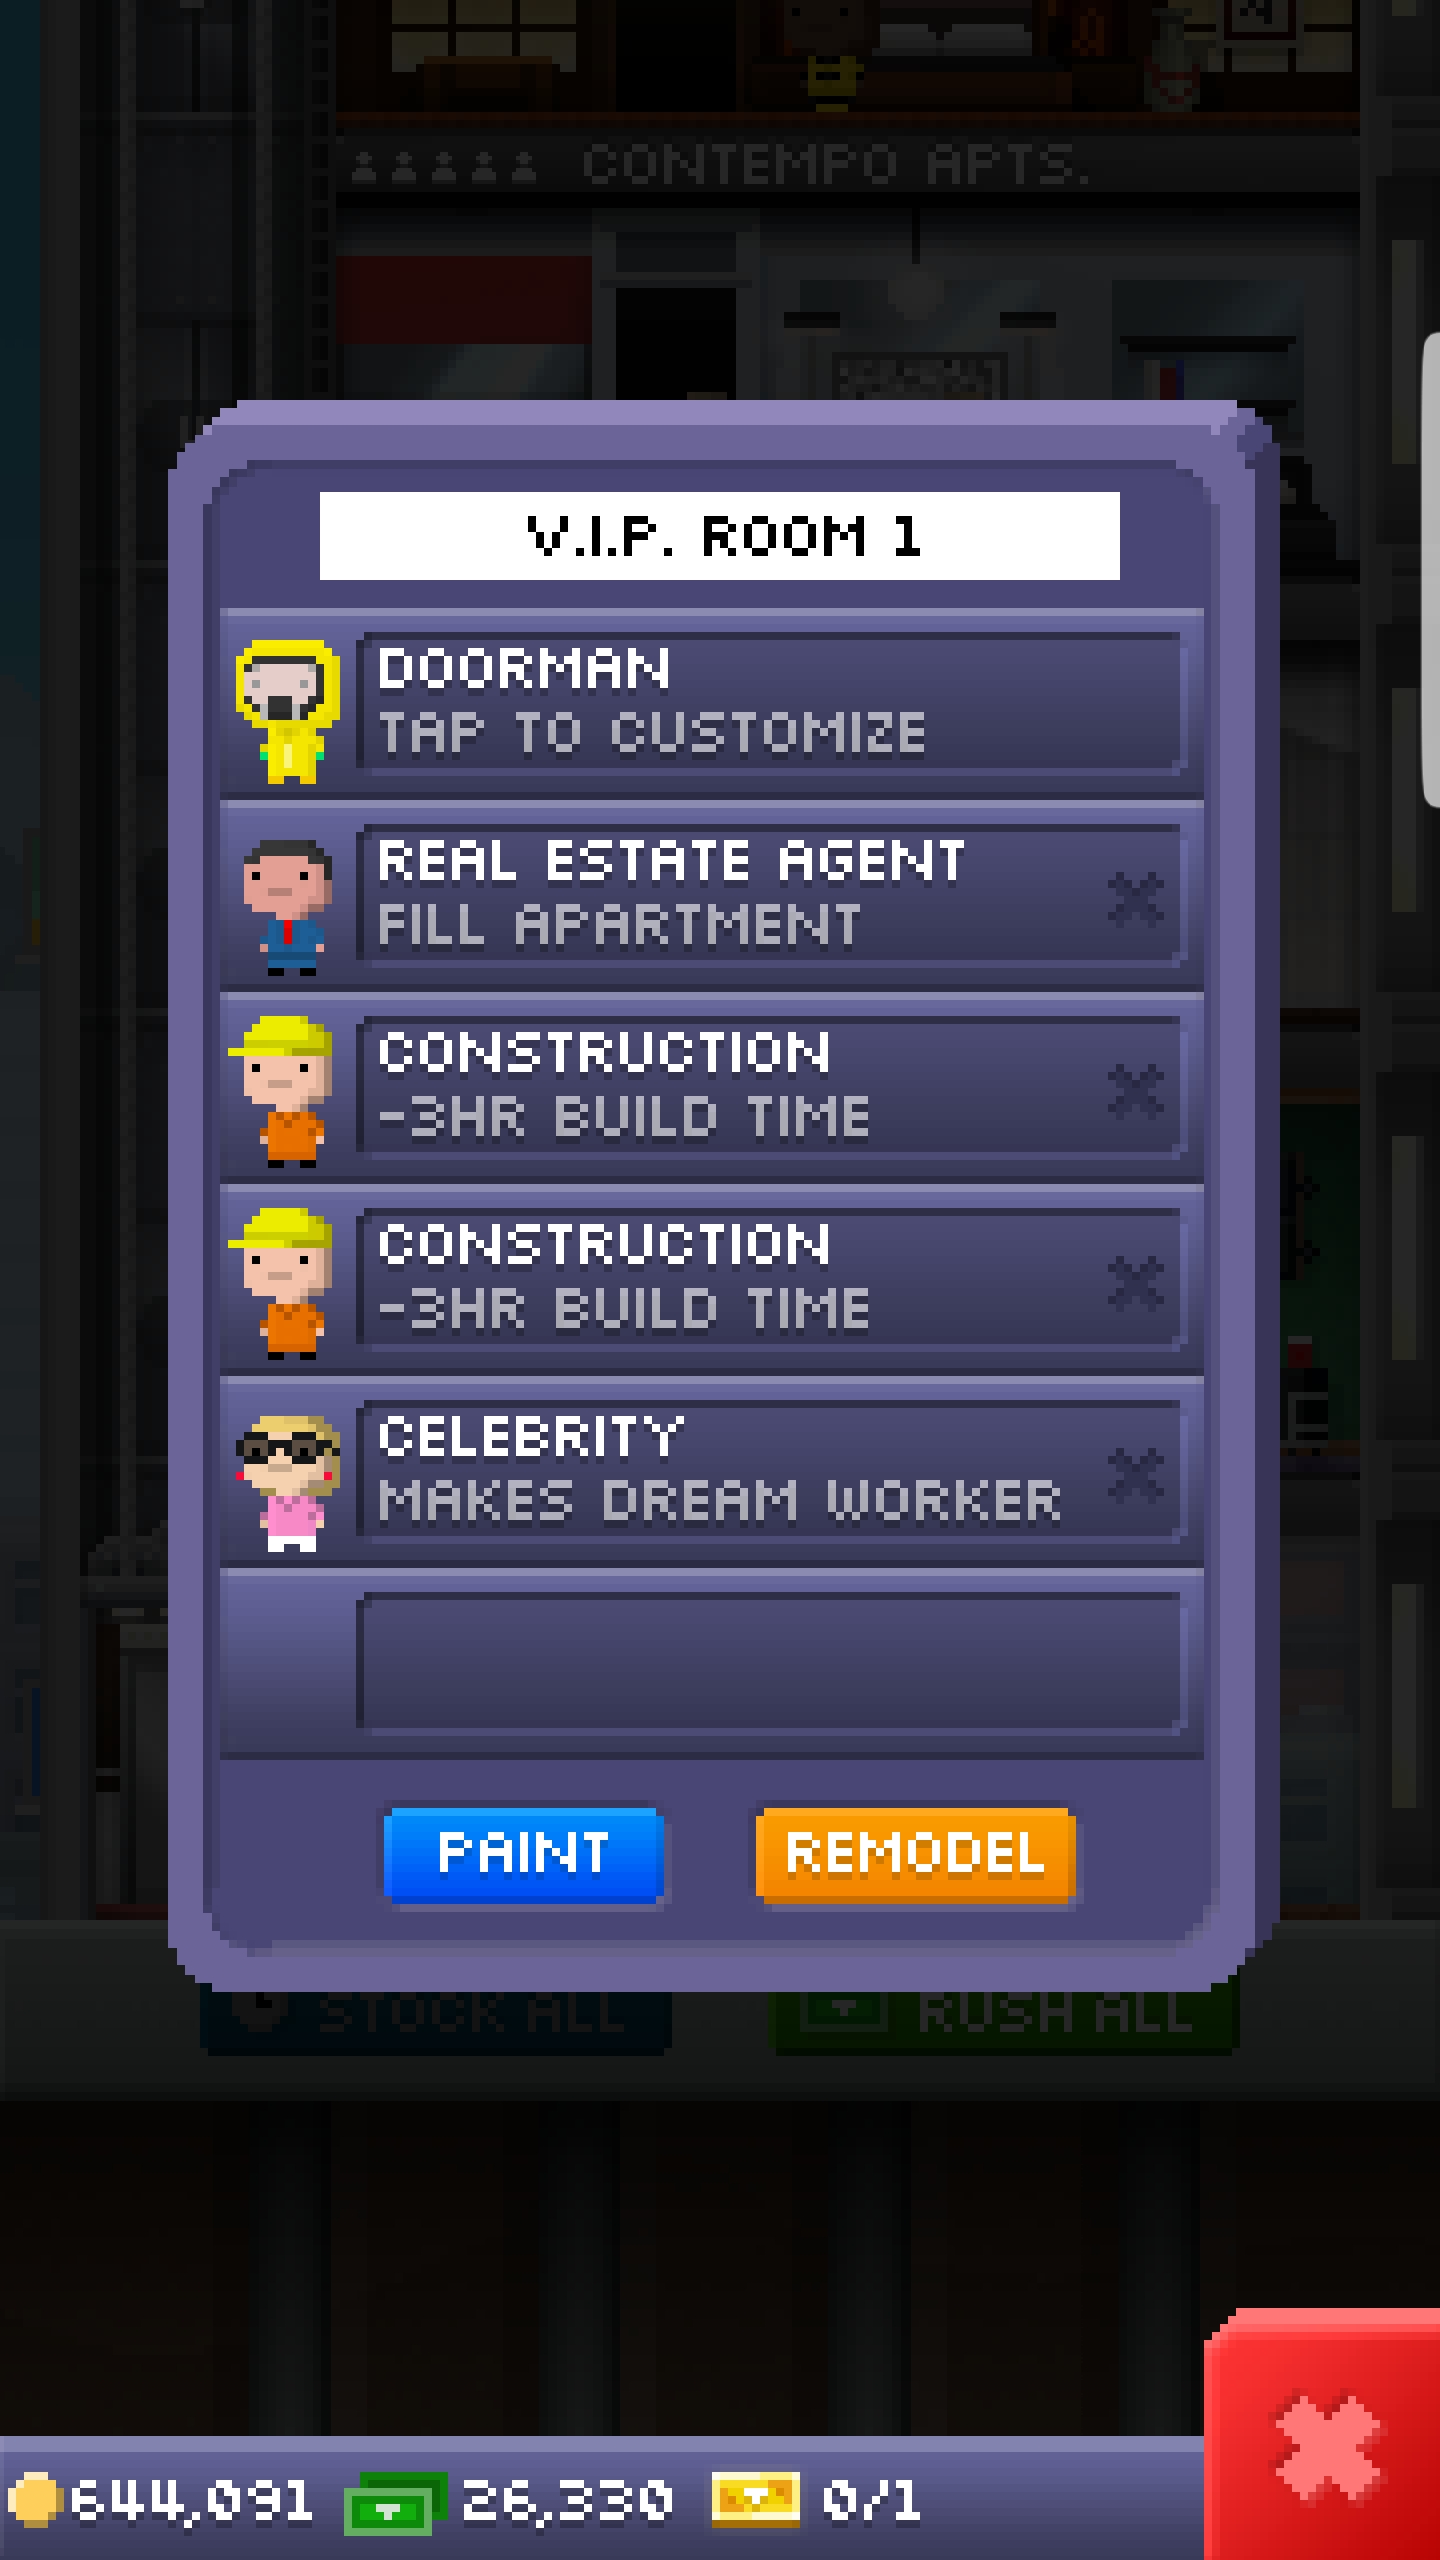 CONTEMPO APTS.
V.I.P. ROOM 1
DOORMAN
TAP TO CUSTOMIZE
REAL ESTATE AGENT
FILL APARTMENT
CONSTRUCTION
-3HR BUILD TIME
CONSTRUCTION
-3HR BUILD TIME
CELEBRITY
MAKES DREAM WORKER
PAINT REMODEL
STOCK ALL RUSH ALL
644,091 26,330 0/1